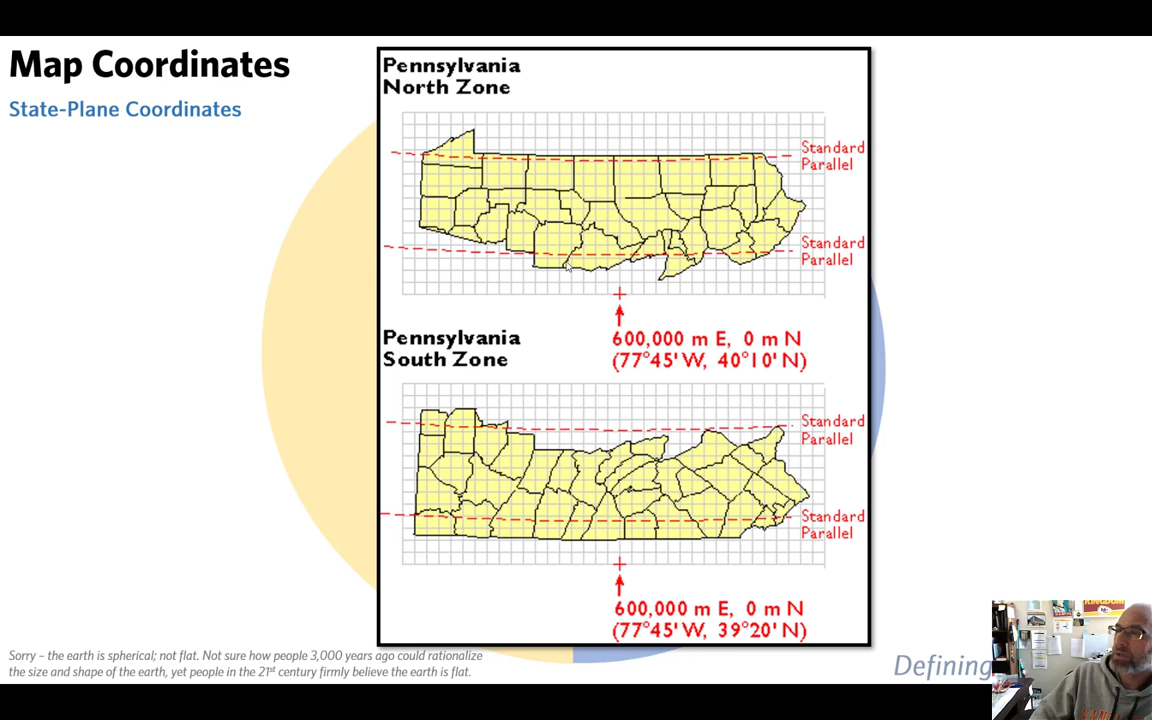 Map Coordinates
State-Plane Coordinates
Pennsylvania
North Zone
Standard
Parallel
Standard
Parallel
600,000 m E, 0 m N
(77°45' W, 40°10' N)
Pennsylvania
South Zone
Standard
Parallel
Standard
Parallel
600,000 m E, 0 m N
(77°45' W, 39°20' N)
Sorry – the earth is spherical; not flat. Not sure how people 3,000 years ago could rationalize
the size and shape of the earth, yet people in the 21st century firmly believe the earth is flat.
Defining
KINGDOM